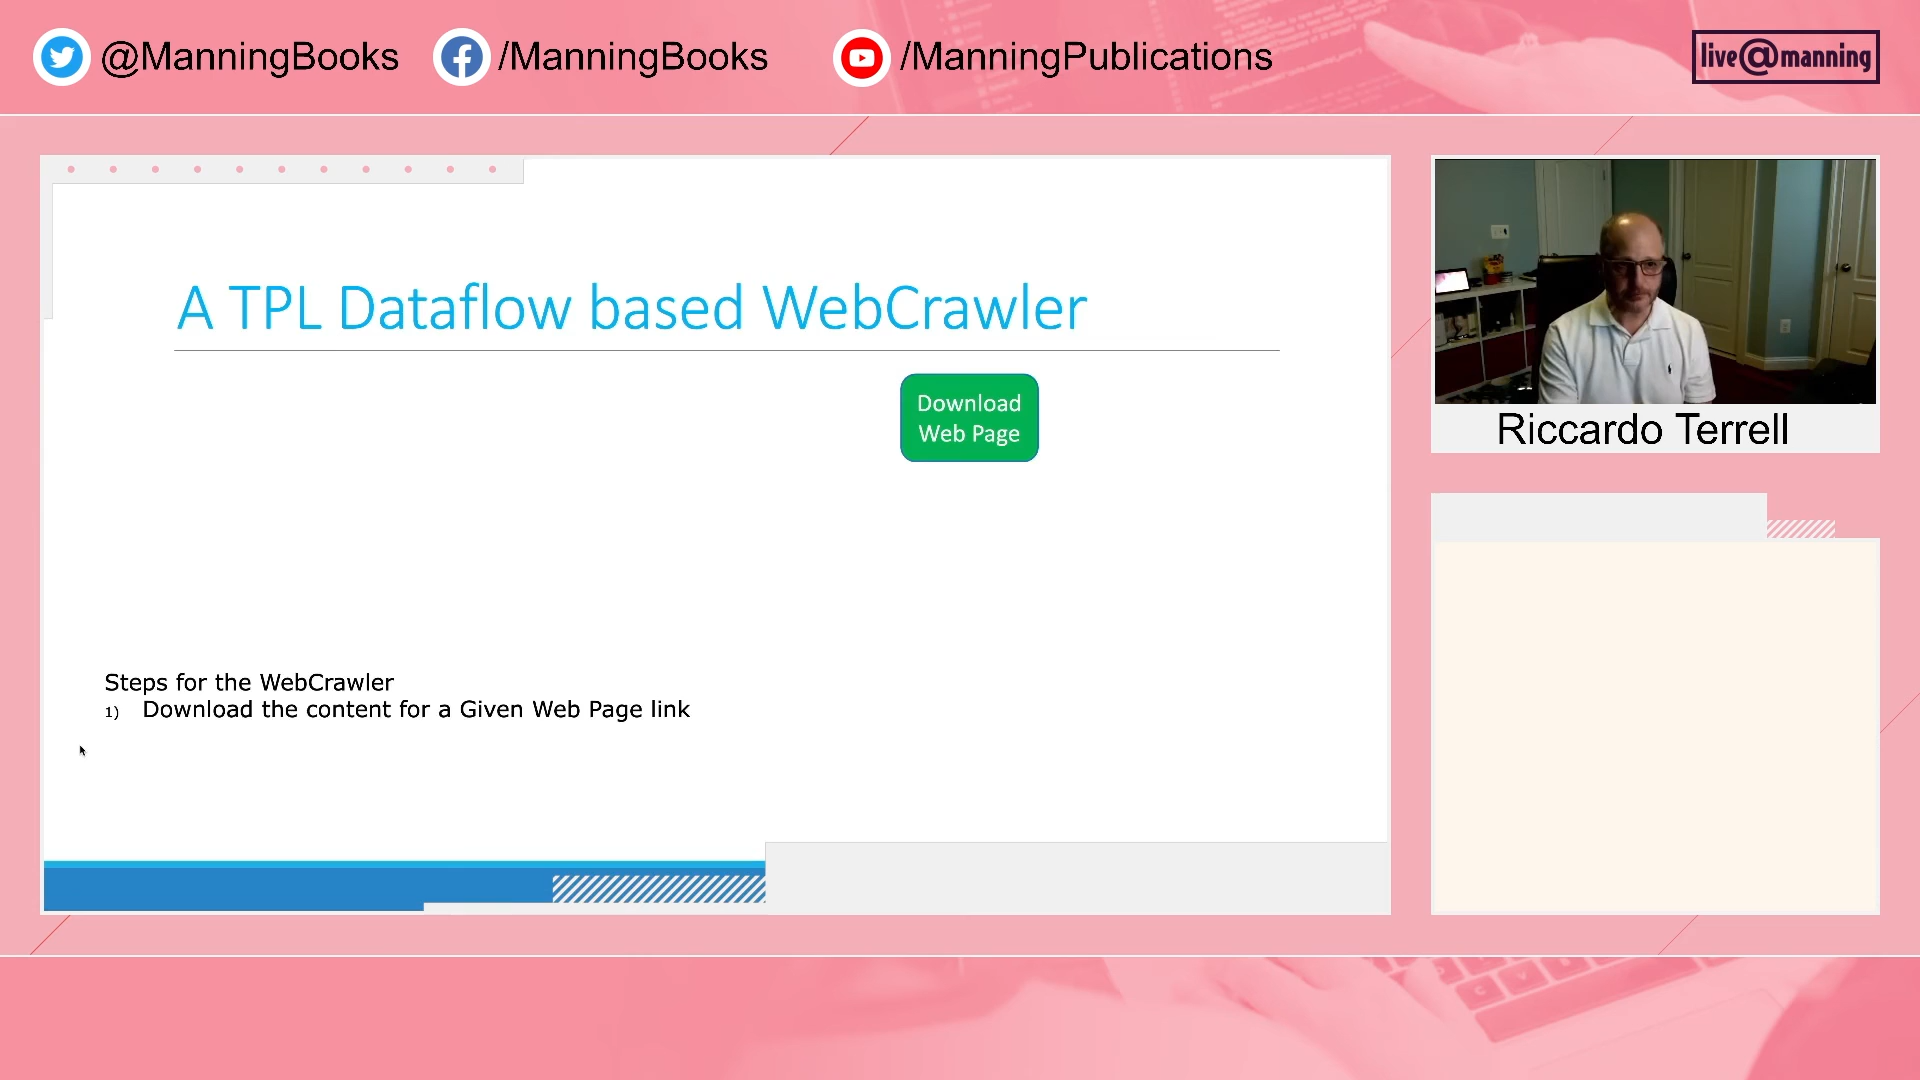 @ManningBooks
/ManningBooks
/ManningPublications
live@manning
A TPL Dataflow based WebCrawler
Download
Web Page
Riccardo Terrell
Steps for the WebCrawler
1) Download the content for a Given Web Page link